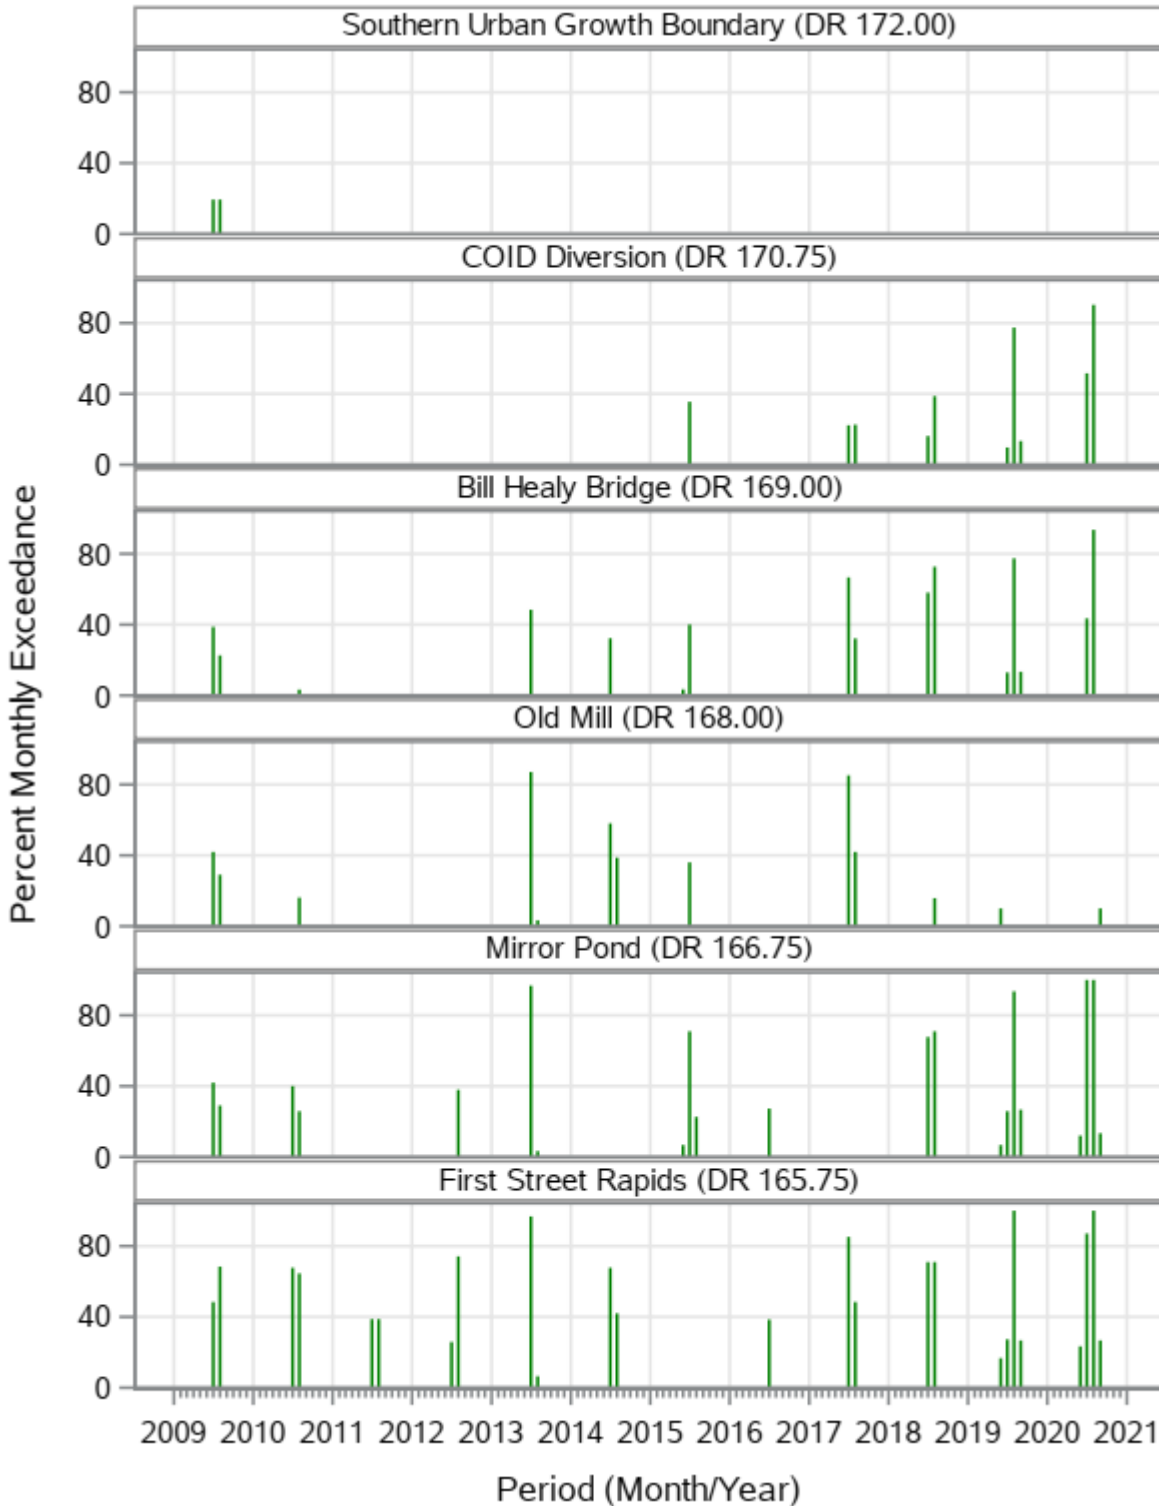 Southern Urban Growth Boundary (DR 172.00)
80
40
0
COID Diversion (DR 170.75)
80
40
0
Bill Healy Bridge (DR 169.00)
80
40
0
Old Mill (DR 168.00)
80
40
0
Mirror Pond (DR 166.75)
80
40
0
First Street Rapids (DR 165.75)
80
40
0
Percent Monthly Exceedance
2009 2010 2011 2012 2013 2014 2015 2016 2017 2018 2019 2020 2021
Period (Month/Year)